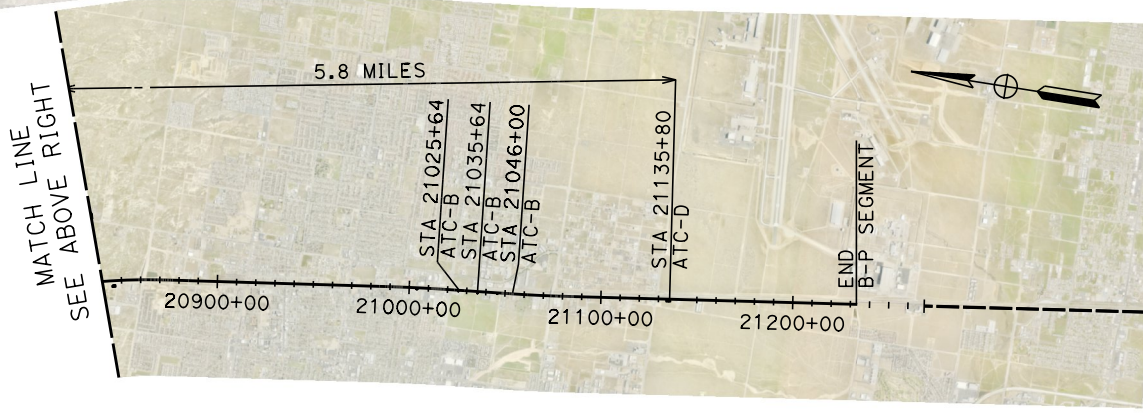 5.8 MILES
MATCH LINE
SEE ABOVE RIGHT
STA 21025+64
ATC-B
STA 21035+64
ATC-B
STA 21046+00
ATC-B
STA 21135+80
ATC-D
END
B-P SEGMENT
20900+00
21000+00
21100+00
21200+00